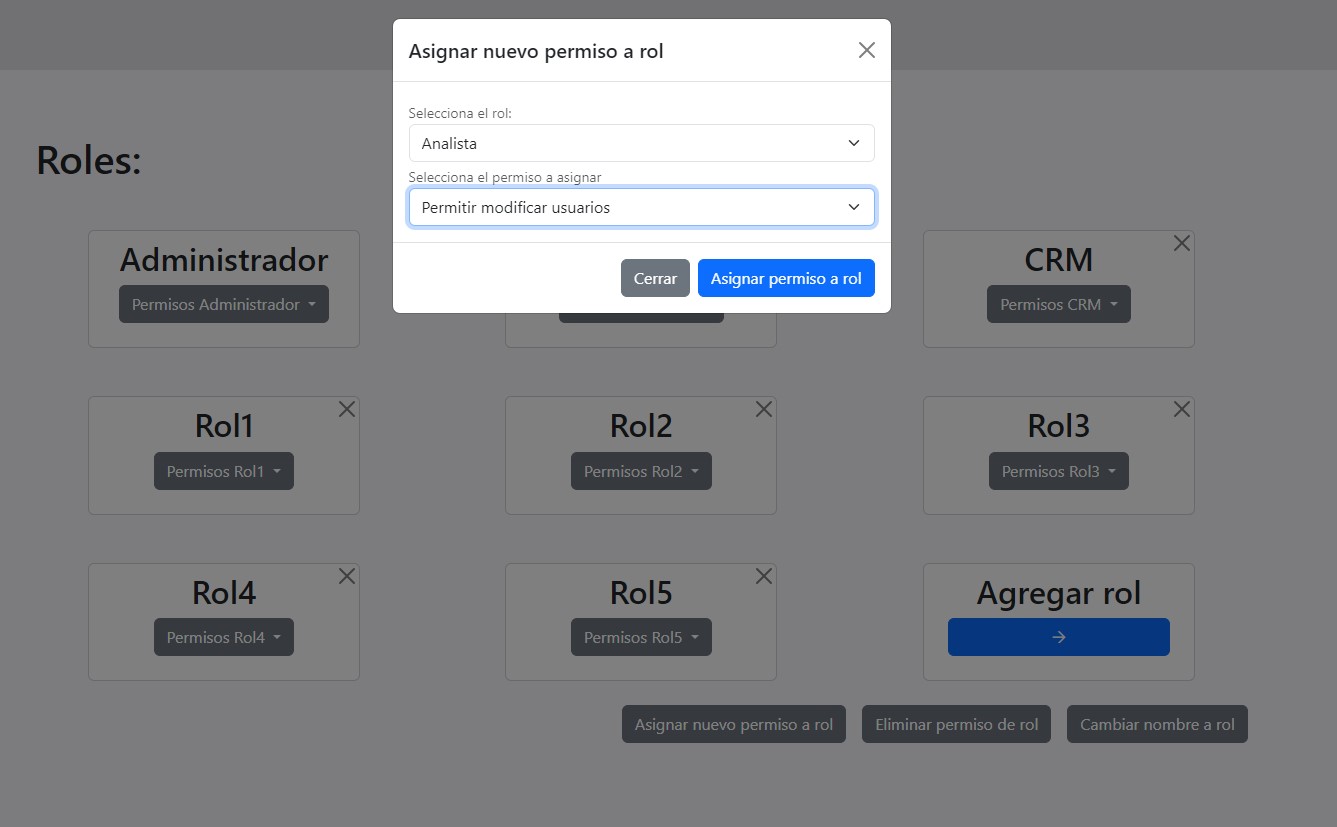 Asignar nuevo permiso a rol
Selecciona el rol:
Analista
Selecciona el permiso a asignar
Permitir modificar usuarios
Cerrar
Asignar permiso a rol
Roles:
Administrador
Permisos Administrador
CRM
Permisos CRM
Rol1
Permisos Rol1
Rol2
Permisos Rol2
Rol3
Permisos Rol3
Rol4
Permisos Rol4
Rol5
Permisos Rol5
Agregar rol
Asignar nuevo permiso a rol
Eliminar permiso de rol
Cambiar nombre a rol